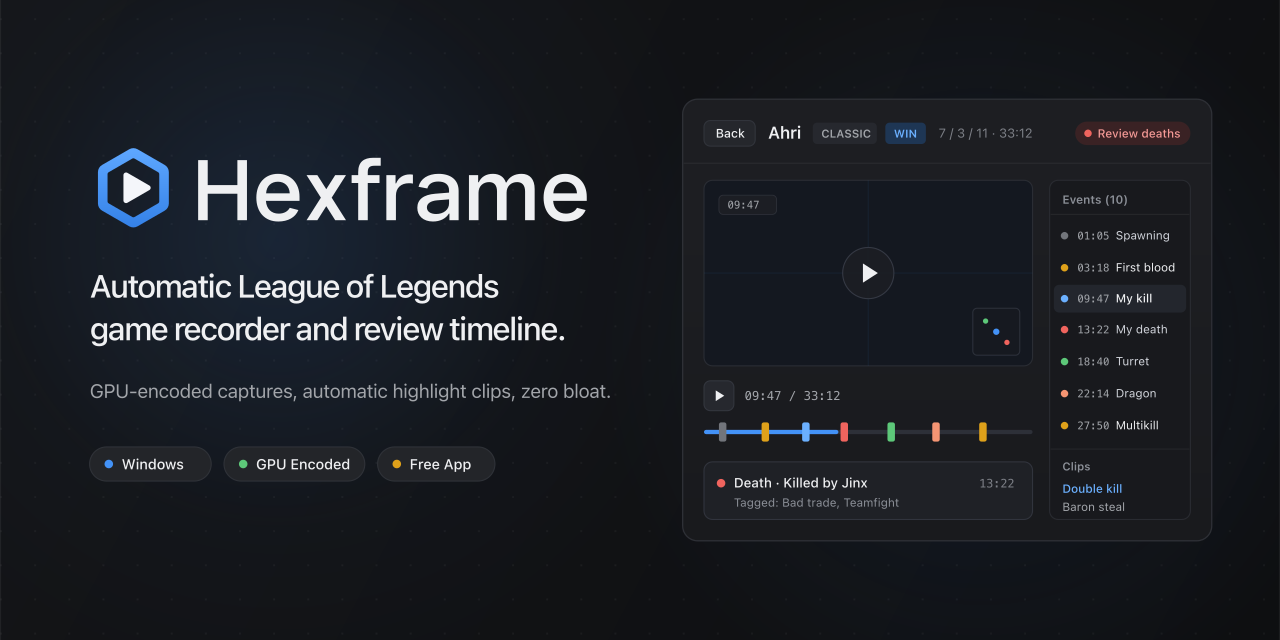 Hexframe
Automatic League of Legends
game recorder and review timeline.
GPU-encoded captures, automatic highlight clips, zero bloat.
Windows
GPU Encoded
Free App
Back
Ahri
CLASSIC
WIN
7 / 3 / 11 · 33:12
Review deaths
09:47
09:47 / 33:12
Death · Killed by Jinx
13:22
Tagged: Bad trade, Teamfight
Events (10)
01:05 Spawning
03:18 First blood
09:47 My kill
13:22 My death
18:40 Turret
22:14 Dragon
27:50 Multikill
Clips
Double kill
Baron steal